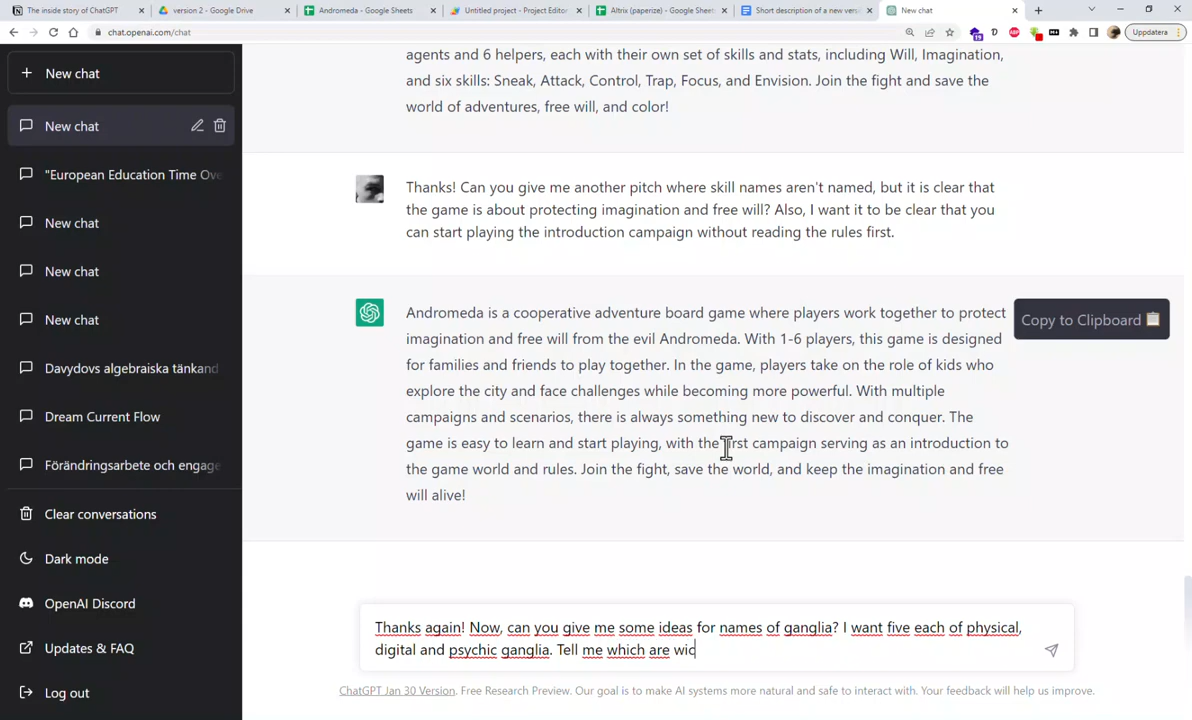 The inside story of ChatGPT
version 2 - Google Drive
Andromeda - Google Sheets
Untitled project - Project Editor
Altrix (paperize) - Google Sheet
Short description of a new versi
New chat
chat.openai.com/chat
19
ABP
Uppdatera
New chat
New chat
"European Education Time Ove
New chat
New chat
New chat
Davydovs algebraiska tänkand
Dream Current Flow
Förändringsarbete och engage
Clear conversations
Dark mode
OpenAI Discord
Updates & FAQ
Log out
agents and 6 helpers, each with their own set of skills and stats, including Will, Imagination,
and six skills: Sneak, Attack, Control, Trap, Focus, and Envision. Join the fight and save the
world of adventures, free will, and color!
Thanks! Can you give me another pitch where skill names aren't named, but it is clear that
the game is about protecting imagination and free will? Also, I want it to be clear that you
can start playing the introduction campaign without reading the rules first.
Andromeda is a cooperative adventure board game where players work together to protect
imagination and free will from the evil Andromeda. With 1-6 players, this game is designed
for families and friends to play together. In the game, players take on the role of kids who
explore the city and face challenges while becoming more powerful. With multiple
campaigns and scenarios, there is always something new to discover and conquer. The
game is easy to learn and start playing, with the first campaign serving as an introduction to
the game world and rules. Join the fight, save the world, and keep the imagination and free
will alive!
Copy to Clipboard
Thanks again! Now, can you give me some ideas for names of ganglia? I want five each of physical,
digital and psychic ganglia. Tell me which are wic
ChatGPT Jan 30 Version. Free Research Preview. Our goal is to make AI systems more natural and safe to interact with. Your feedback will help us improve.